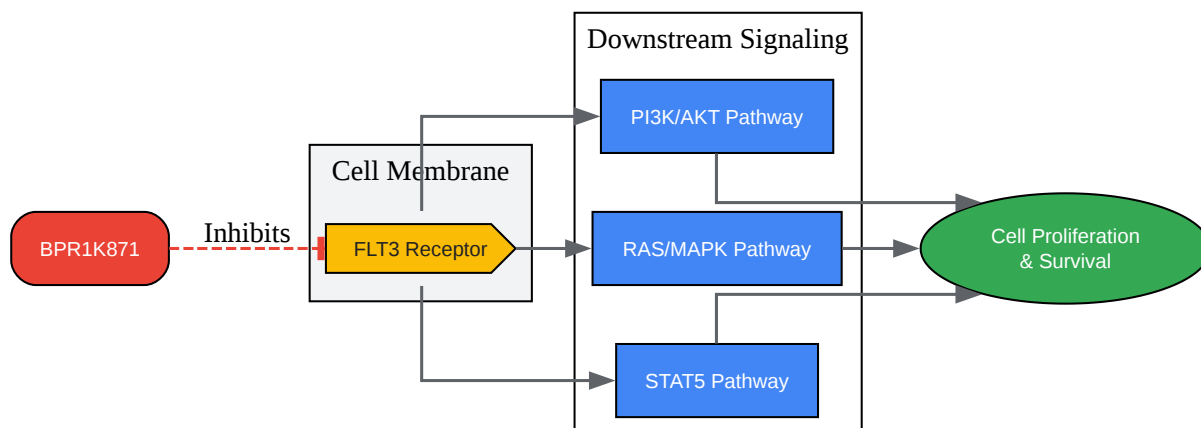 Downstream Signaling
PI3K/AKT Pathway
Cell Membrane
BPR1K871
Inhibits
FLT3 Receptor
RAS/MAPK Pathway
Cell Proliferation
& Survival
STAT5 Pathway